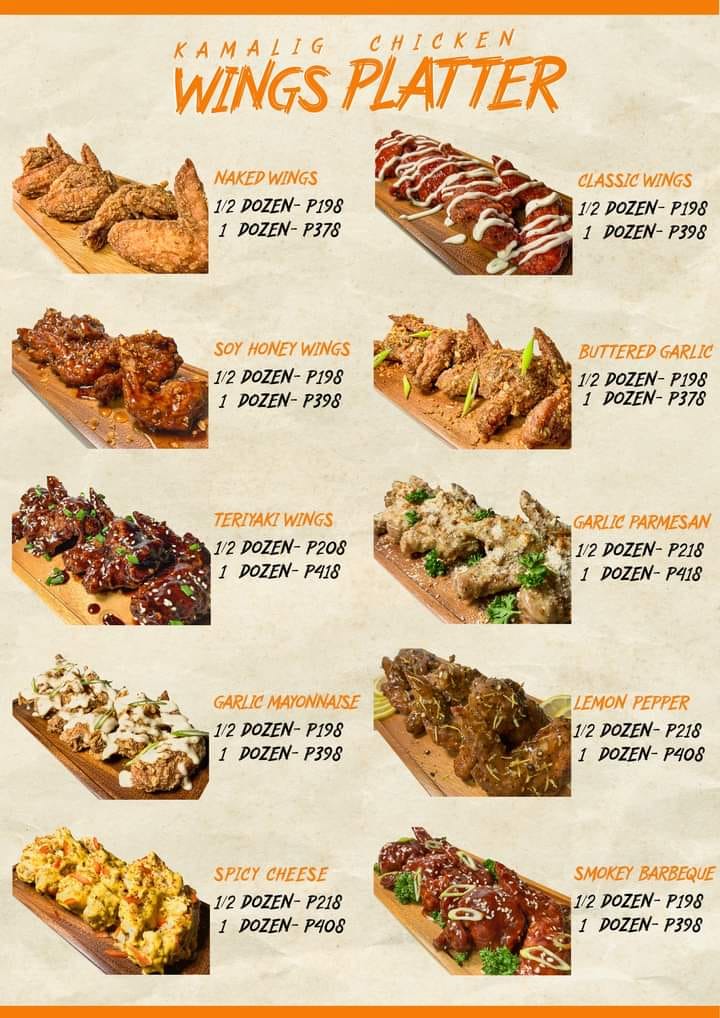 KAMALIG CHICKEN
WINGS PLATTER
NAKED WINGS
1/2 DOZEN- P198
1 DOZEN- P378
CLASSIC WINGS
1/2 DOZEN- P198
1 DOZEN- P398
SOY HONEY WINGS
1/2 DOZEN- P198
1 DOZEN- P398
BUTTERED GARLIC
1/2 DOZEN- P198
1 DOZEN- P378
TERIYAKI WINGS
1/2 DOZEN- P208
1 DOZEN- P418
GARLIC PARMESAN
1/2 DOZEN- P218
1 DOZEN- P418
GARLIC MAYONNAISE
1/2 DOZEN- P198
1 DOZEN- P398
LEMON PEPPER
1/2 DOZEN- P218
1 DOZEN- P408
SPICY CHEESE
1/2 DOZEN- P218
1 DOZEN- P408
SMOKEY BARBEQUE
1/2 DOZEN- P198
1 DOZEN- P398